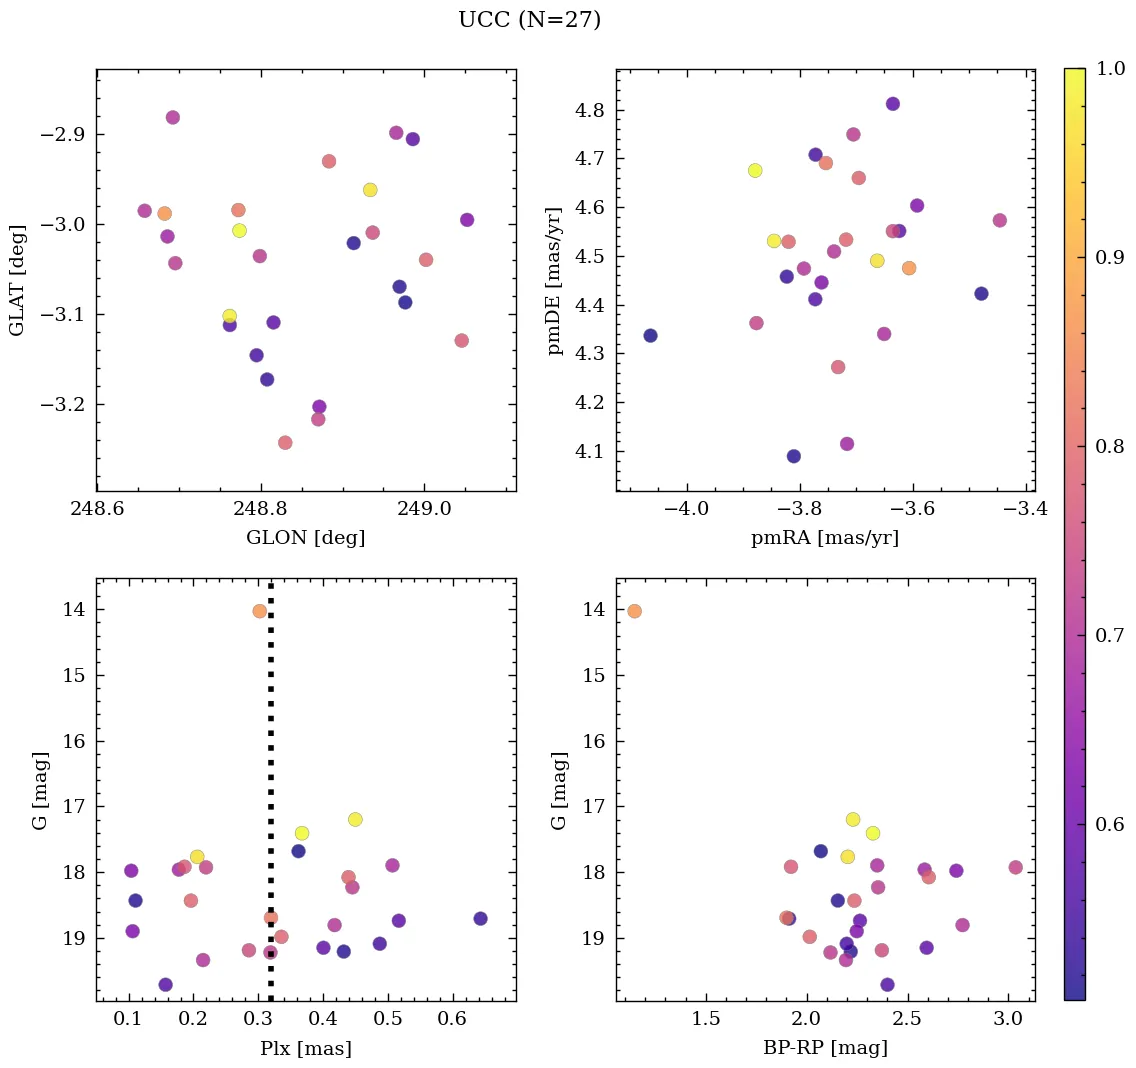 UCC (N=27)
−2.9
−3.0
−3.1
−3.2
GLAT [deg]
248.6 248.8 249.0
GLON [deg]
4.8
4.7
4.6
4.5
4.4
4.3
4.2
4.1
pmDE [mas/yr]
−4.0 −3.8 −3.6 −3.4
pmRA [mas/yr]
14
15
16
17
18
19
G [mag]
0.1 0.2 0.3 0.4 0.5 0.6
Plx [mas]
14
15
16
17
18
19
G [mag]
1.5 2.0 2.5 3.0
BP-RP [mag]
1.0
0.9
0.8
0.7
0.6